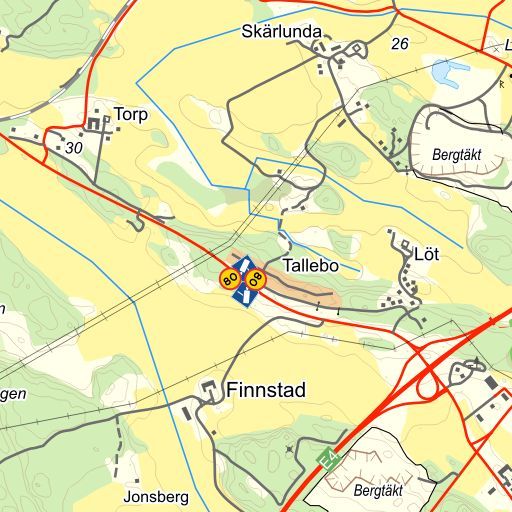 Skärlunda
26
L
Torp
Bergtäkt
30
Tallebo
Löt
80
80
Finnstad
gen
E4
Bergtäkt
Jonsberg